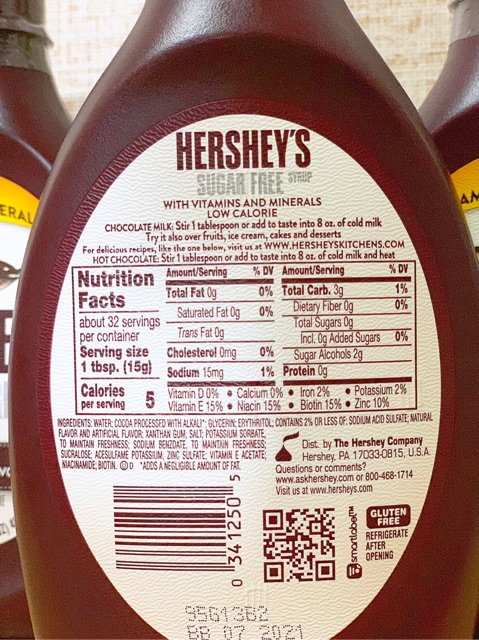 HERSHEY'S
SUGAR FREE SYRUP
WITH VITAMINS AND MINERALS
LOW CALORIE
CHOCOLATE MILK: Stir 1 tablespoon or add to taste into 8 oz. of cold milk
Try it also over fruits, ice cream, cakes and desserts
For delicious recipes, like the one below, visit us at WWW.HERSHEYSKITCHENS.COM
HOT CHOCOLATE: Stir 1 tablespoon or add to taste into 8 oz. of cold milk and heat
Nutrition
Facts
about 32 servings
per container
Serving size
1 tbsp. (15g)
Calories
per serving 5
Amount/Serving % DV
Total Fat 0g 0%
Saturated Fat 0g 0%
Trans Fat 0g
Cholesterol 0mg 0%
Sodium 15mg 1%
Amount/Serving % DV
Total Carb. 3g 1%
Dietary Fiber 0g 0%
Total Sugars 0g
Incl. 0g Added Sugars 0%
Sugar Alcohols 2g
Protein 0g
Vitamin D 0% • Calcium 0% • Iron 2% • Potassium 2%
Vitamin E 15% • Niacin 15% • Biotin 15% • Zinc 10%
INGREDIENTS: WATER; COCOA PROCESSED WITH ALKALI*; GLYCERIN; ERYTHRITOL; CONTAINS 2% OR LESS OF: SODIUM ACID SULFATE; NATURAL
FLAVOR AND ARTIFICIAL FLAVOR; XANTHAN GUM; SALT; POTASSIUM SORBATE,
TO MAINTAIN FRESHNESS; SODIUM BENZOATE, TO MAINTAIN FRESHNESS;
SUCRALOSE; ACESULFAME POTASSIUM; ZINC SULFATE; VITAMIN E ACETATE;
NIACINAMIDE; BIOTIN. Ⓤ D *ADDS A NEGLIGIBLE AMOUNT OF FAT.
Dist. by The Hershey Company
Hershey, PA 17033-0815, U.S.A.
Questions or comments?
www.askhershey.com or 800-468-1714
Visit us at www.hersheys.com
0 341250 5
smartlabel™
GLUTEN
FREE
REFRIGERATE
AFTER
OPENING
95613B2
BB 07 2021